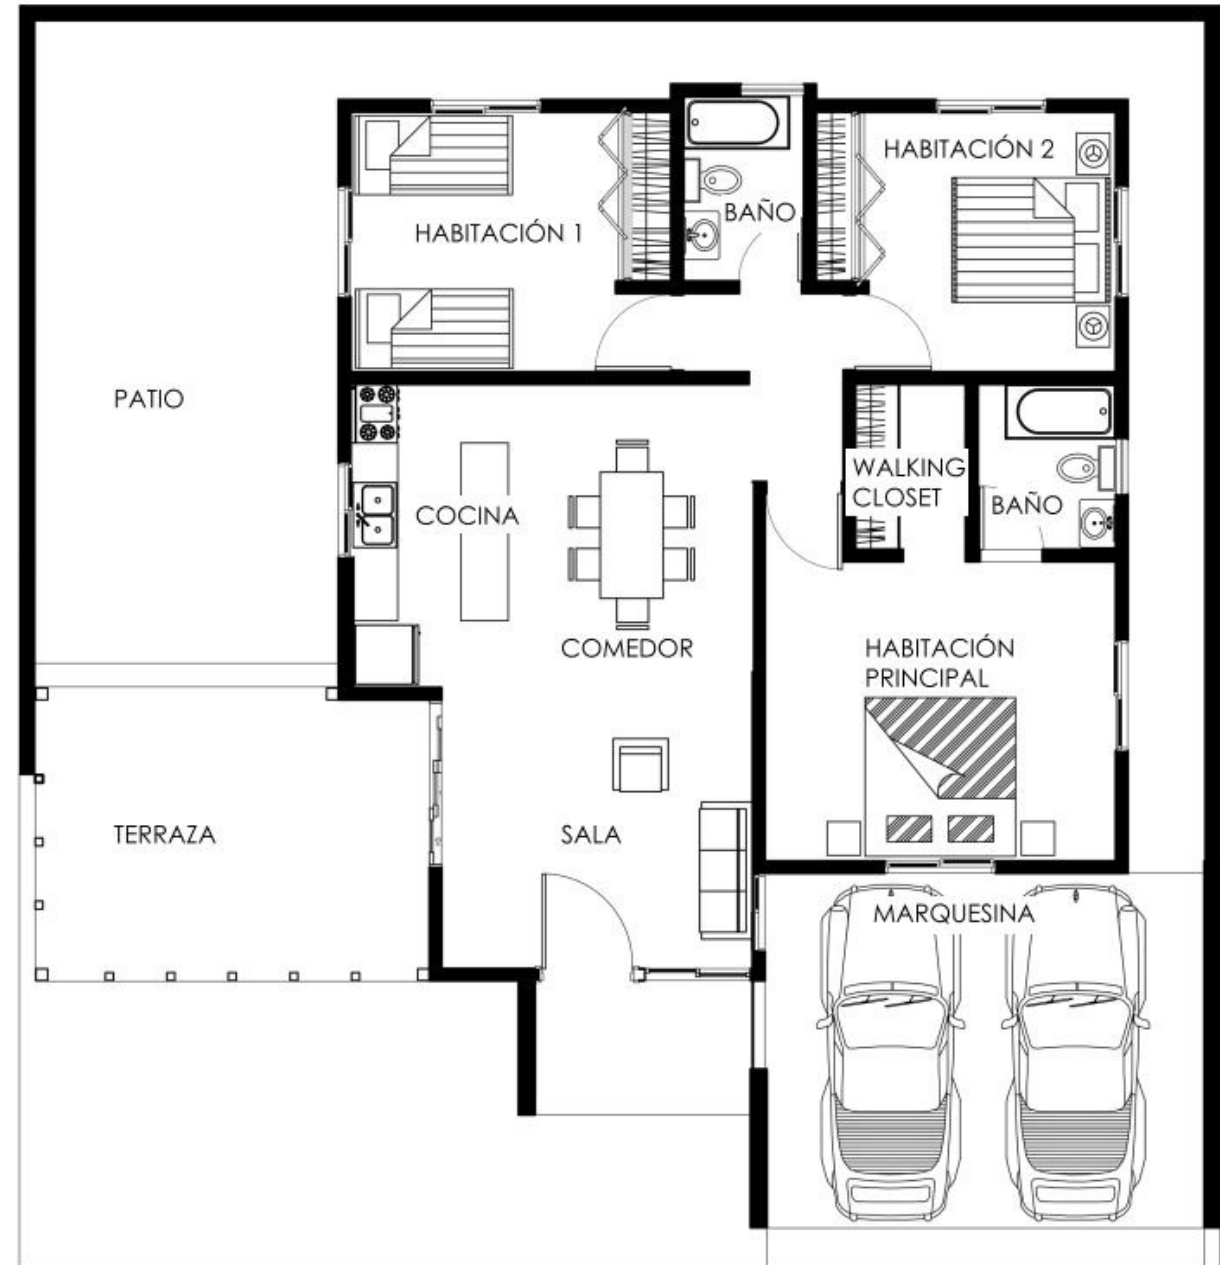 HABITACIÓN 2
BAÑO
HABITACIÓN 1
PATIO
WALKING
CLOSET
BAÑO
COCINA
COMEDOR
HABITACIÓN
PRINCIPAL
TERRAZA
SALA
MARQUESINA